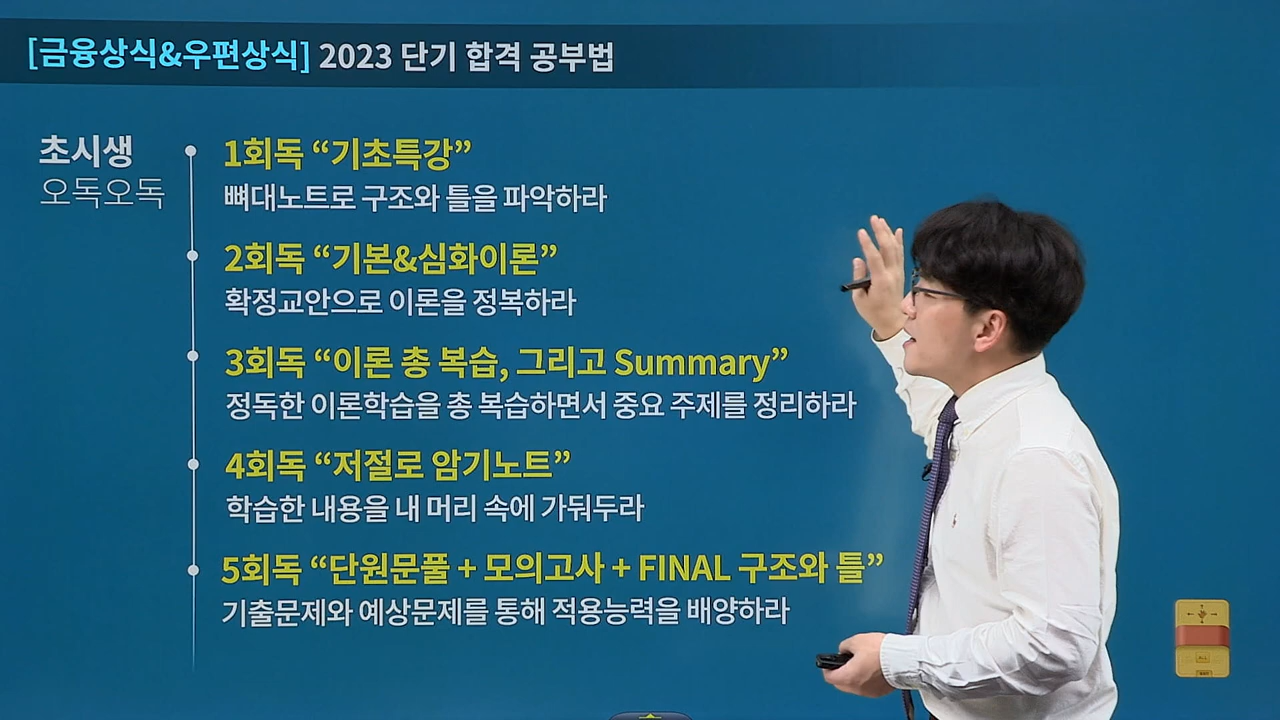 [금융상식&우편상식] 2023 단기 합격 공부법
초시생
오독오독
1회독 “기초특강”
뼈대노트로 구조와 틀을 파악하라
2회독 “기본&심화이론”
확정교안으로 이론을 정복하라
3회독 “이론 총 복습, 그리고 Summary”
정독한 이론학습을 총 복습하면서 중요 주제를 정리하라
4회독 “저절로 암기노트”
학습한 내용을 내 머리 속에 가둬두라
5회독 “단원문풀 + 모의고사 + FINAL 구조와 틀”
기출문제와 예상문제를 통해 적용능력을 배양하라